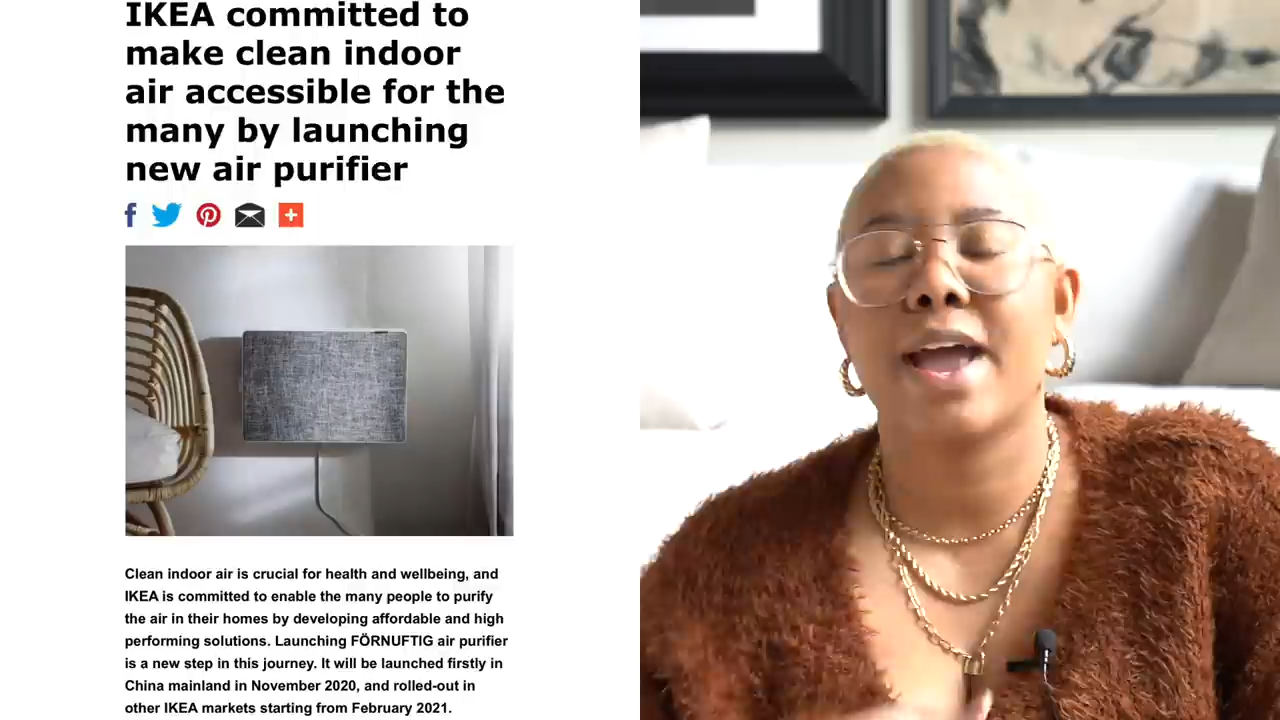 IKEA committed to
make clean indoor
air accessible for the
many by launching
new air purifier
Clean indoor air is crucial for health and wellbeing, and
IKEA is committed to enable the many people to purify
the air in their homes by developing affordable and high
performing solutions. Launching FÖRNUFTIG air purifier
is a new step in this journey. It will be launched firstly in
China mainland in November 2020, and rolled-out in
other IKEA markets starting from February 2021.